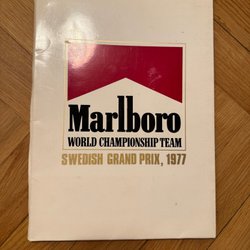 Marlboro
WORLD CHAMPIONSHIP TEAM
SWEDISH GRAND PRIX, 1977